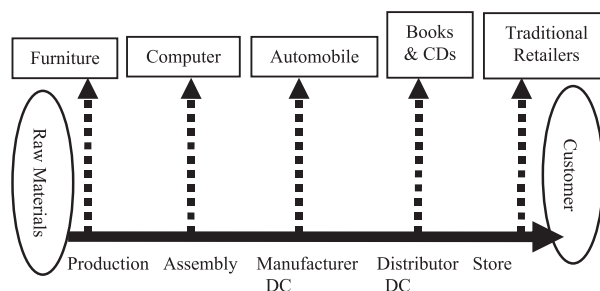 Furniture
Computer
Automobile
Books
& CDs
Traditional
Retailers
Raw Materials
Customer
Production Assembly Manufacturer Distributor Store
DC DC